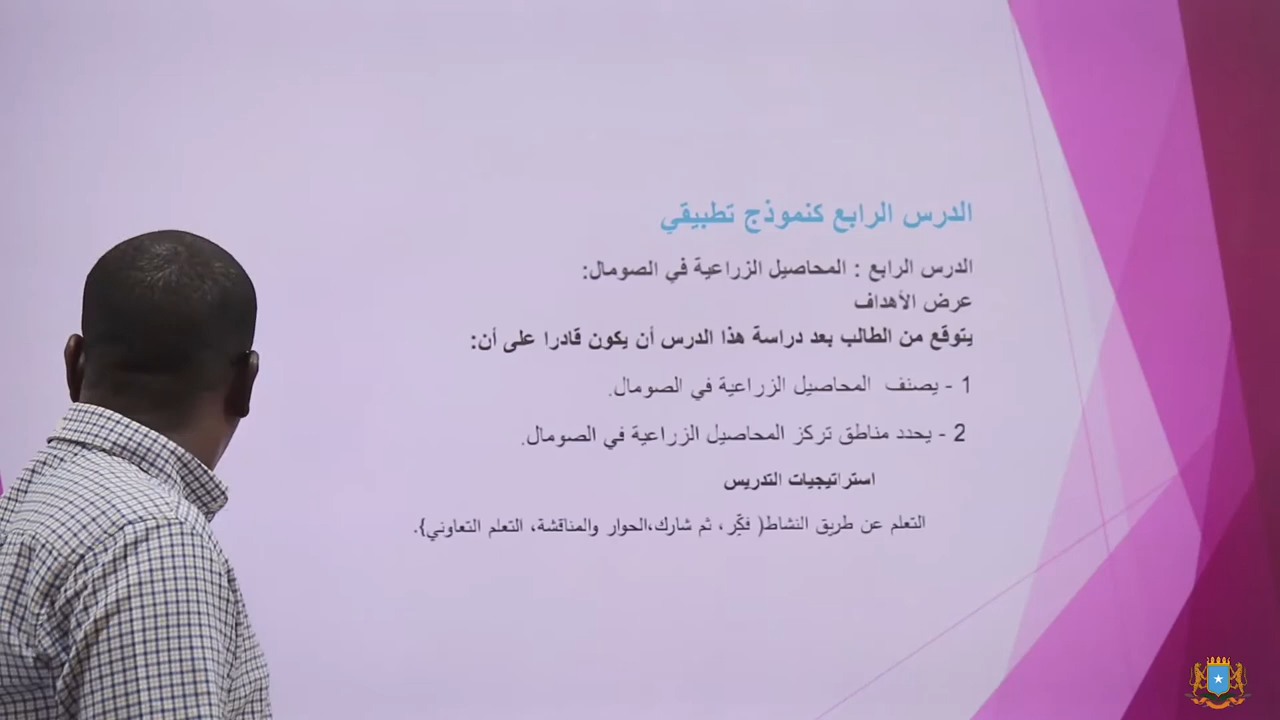 الدرس الرابع كنموذج تطبيقي
الدرس الرابع : المحاصيل الزراعية في الصومال:
عرض الأهداف
يتوقع من الطالب بعد دراسة هذا الدرس أن يكون قادرا على أن:
1 - يصنف المحاصيل الزراعية في الصومال.
2 - يحدد مناطق تركز المحاصيل الزراعية في الصومال.
استراتيجيات التدريس
التعلم عن طريق النشاط( فكِّر، ثم شارك،الحوار والمناقشة، التعلم التعاوني}.